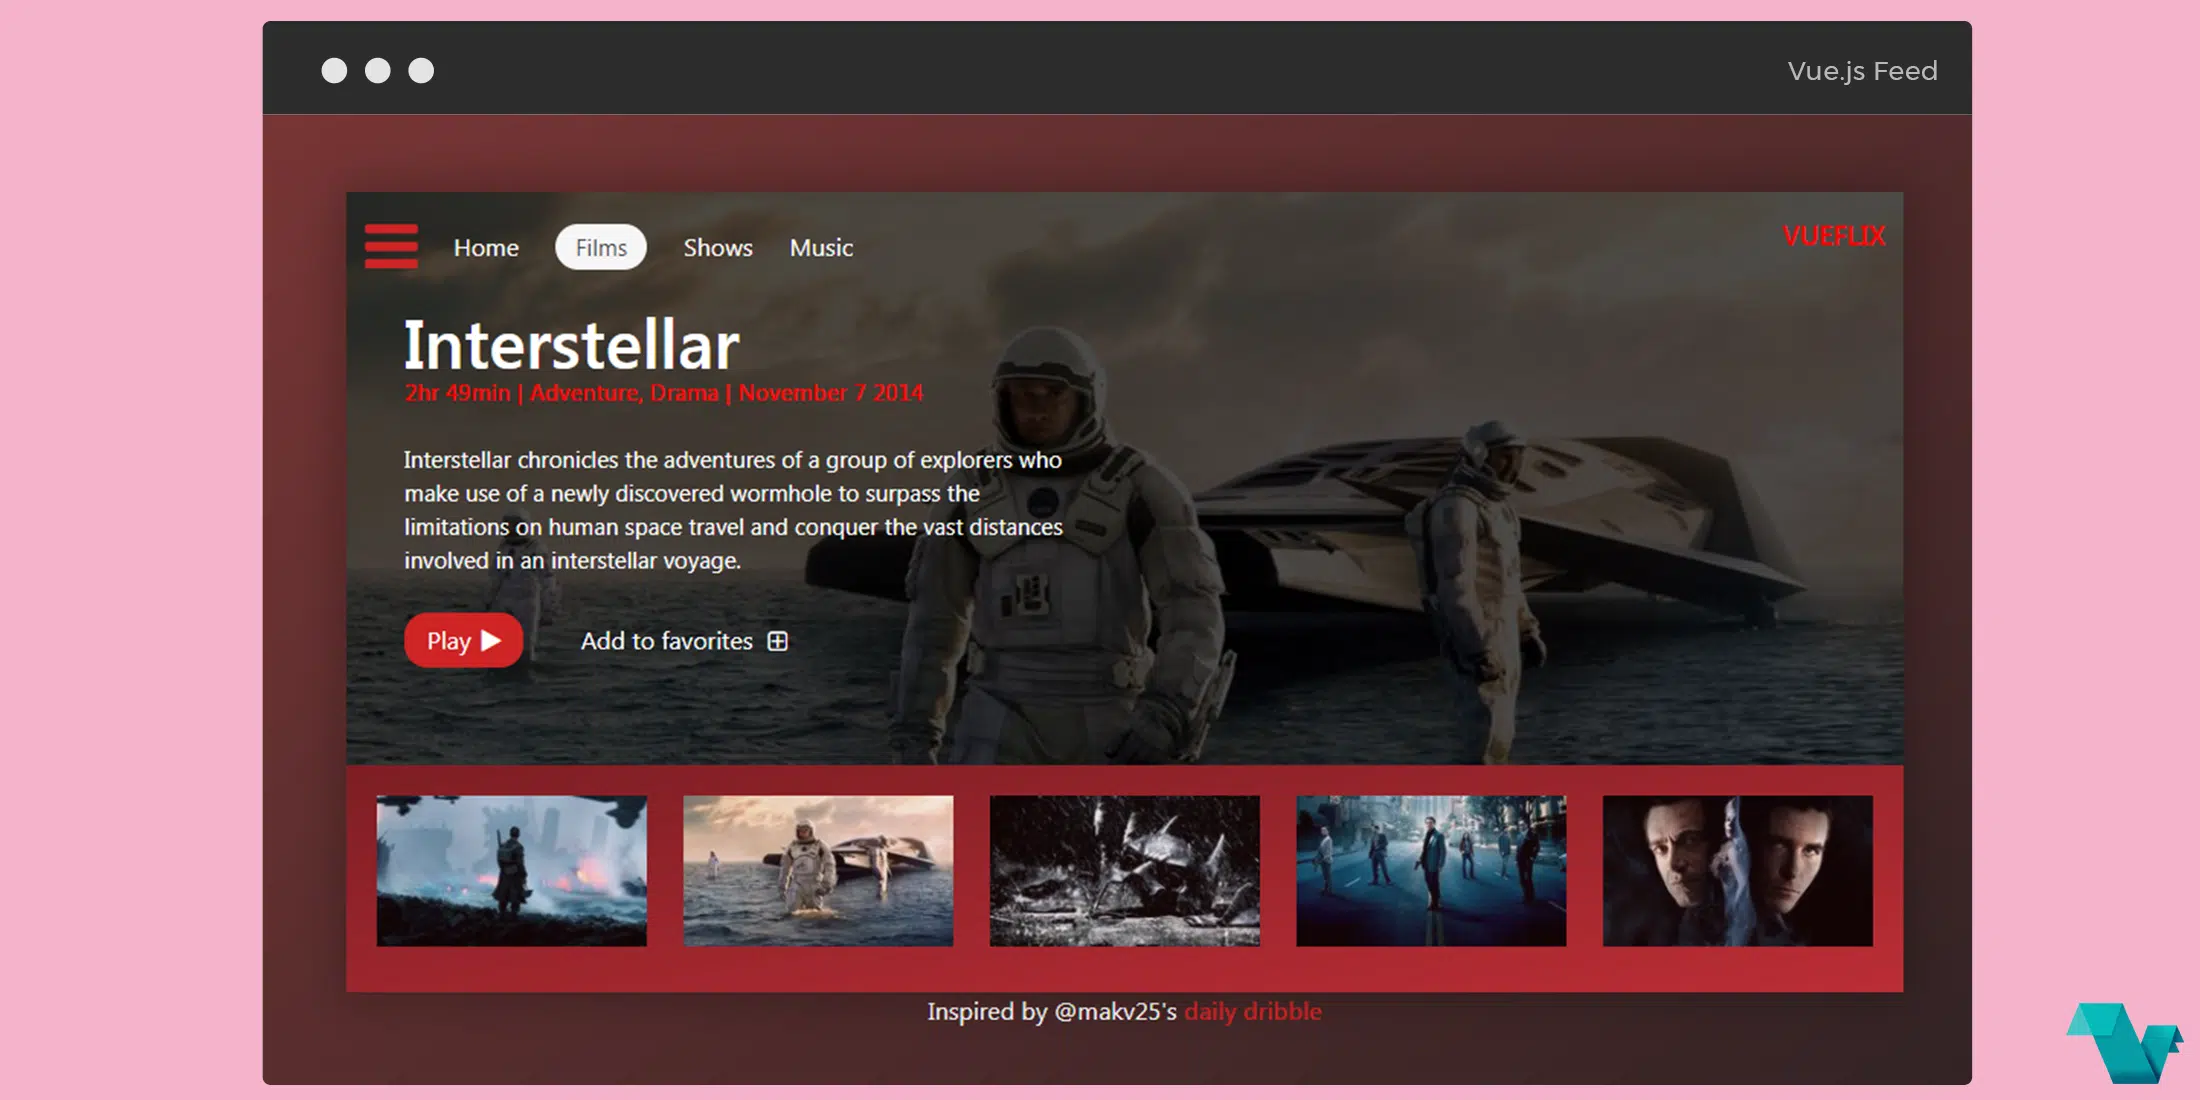 Vue.js Feed
Home Films Shows Music
VUEFLIX
Interstellar
2hr 49min | Adventure, Drama | November 7 2014
Interstellar chronicles the adventures of a group of explorers who
make use of a newly discovered wormhole to surpass the
limitations on human space travel and conquer the vast distances
involved in an interstellar voyage.
Play
Add to favorites
Inspired by @makv25's daily dribble